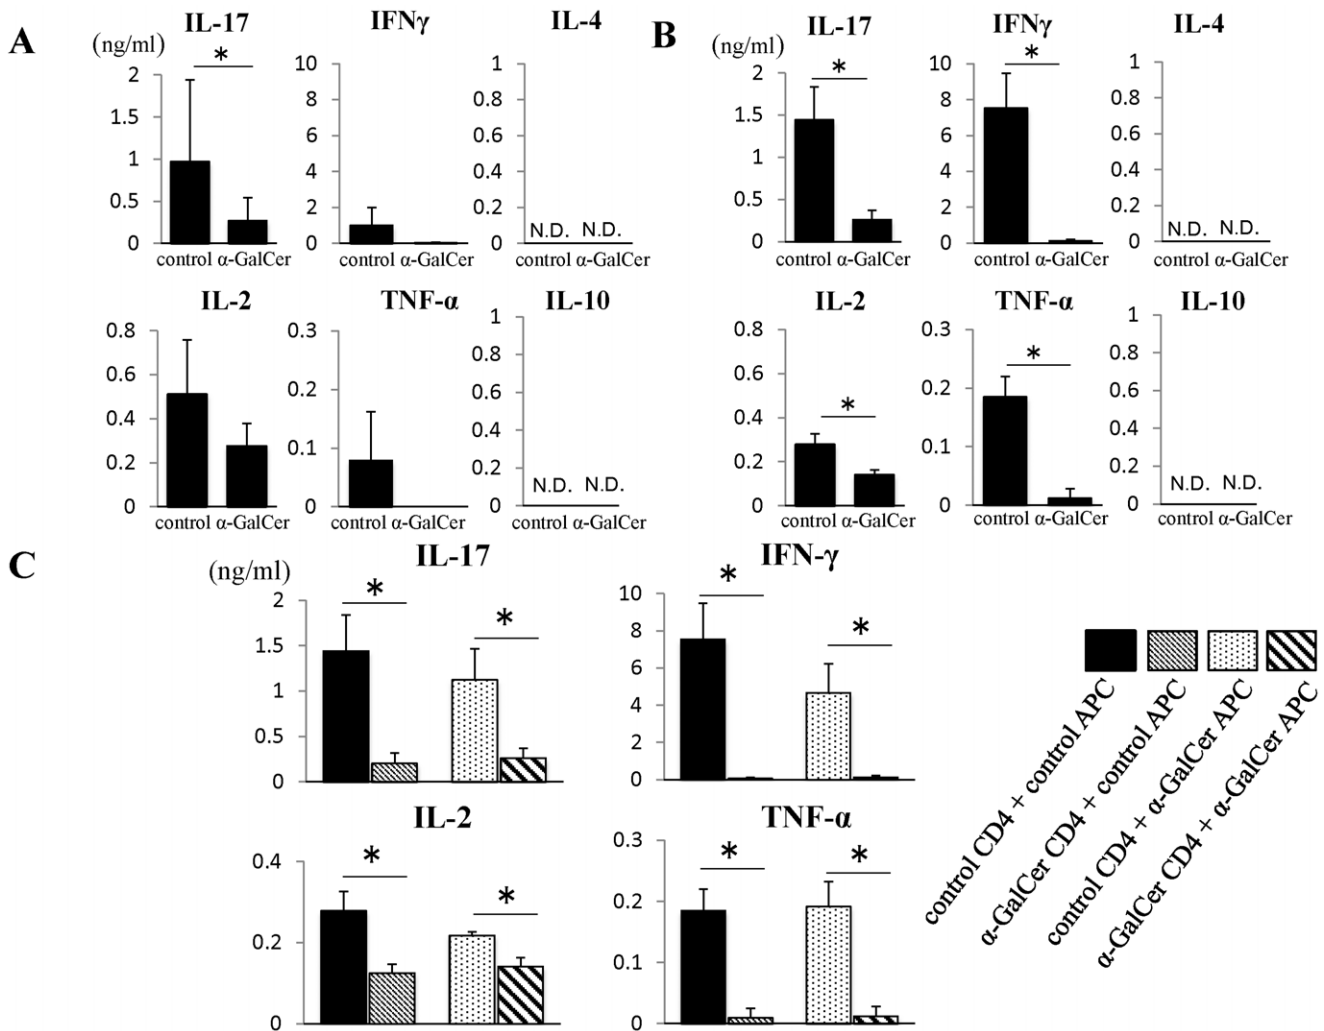 A
IL-17
IFNγ
IL-4
(ng/ml)
*
2
1.5
1
0.5
0
control α-GalCer
10
8
6
4
2
0
control α-GalCer
1
0.8
0.6
0.4
0.2
0
N.D. N.D.
control α-GalCer
IL-2
TNF-α
IL-10
0.8
0.6
0.4
0.2
0
control α-GalCer
0.3
0.2
0.1
0
control α-GalCer
1
0.8
0.6
0.4
0.2
0
N.D. N.D.
control α-GalCer
B
IL-17
IFNγ
IL-4
(ng/ml)
*
2
1.5
1
0.5
0
control α-GalCer
*
10
8
6
4
2
0
control α-GalCer
1
0.8
0.6
0.4
0.2
0
N.D. N.D.
control α-GalCer
IL-2
TNF-α
IL-10
0.8
0.6
0.4
0.2
0
*
control α-GalCer
0.3
0.2
0.1
0
*
control α-GalCer
1
0.8
0.6
0.4
0.2
0
N.D. N.D.
control α-GalCer
C
IL-17
(ng/ml)
2
1.5
1
0.5
0
* *
IFN-γ
10
8
6
4
2
0
* *
IL-2
0.4
0.2
0
* *
TNF-α
0.3
0.2
0.1
0
* *
control CD4 + control APC
α-GalCer CD4 + control APC
control CD4 + α-GalCer APC
α-GalCer CD4 + α-GalCer APC